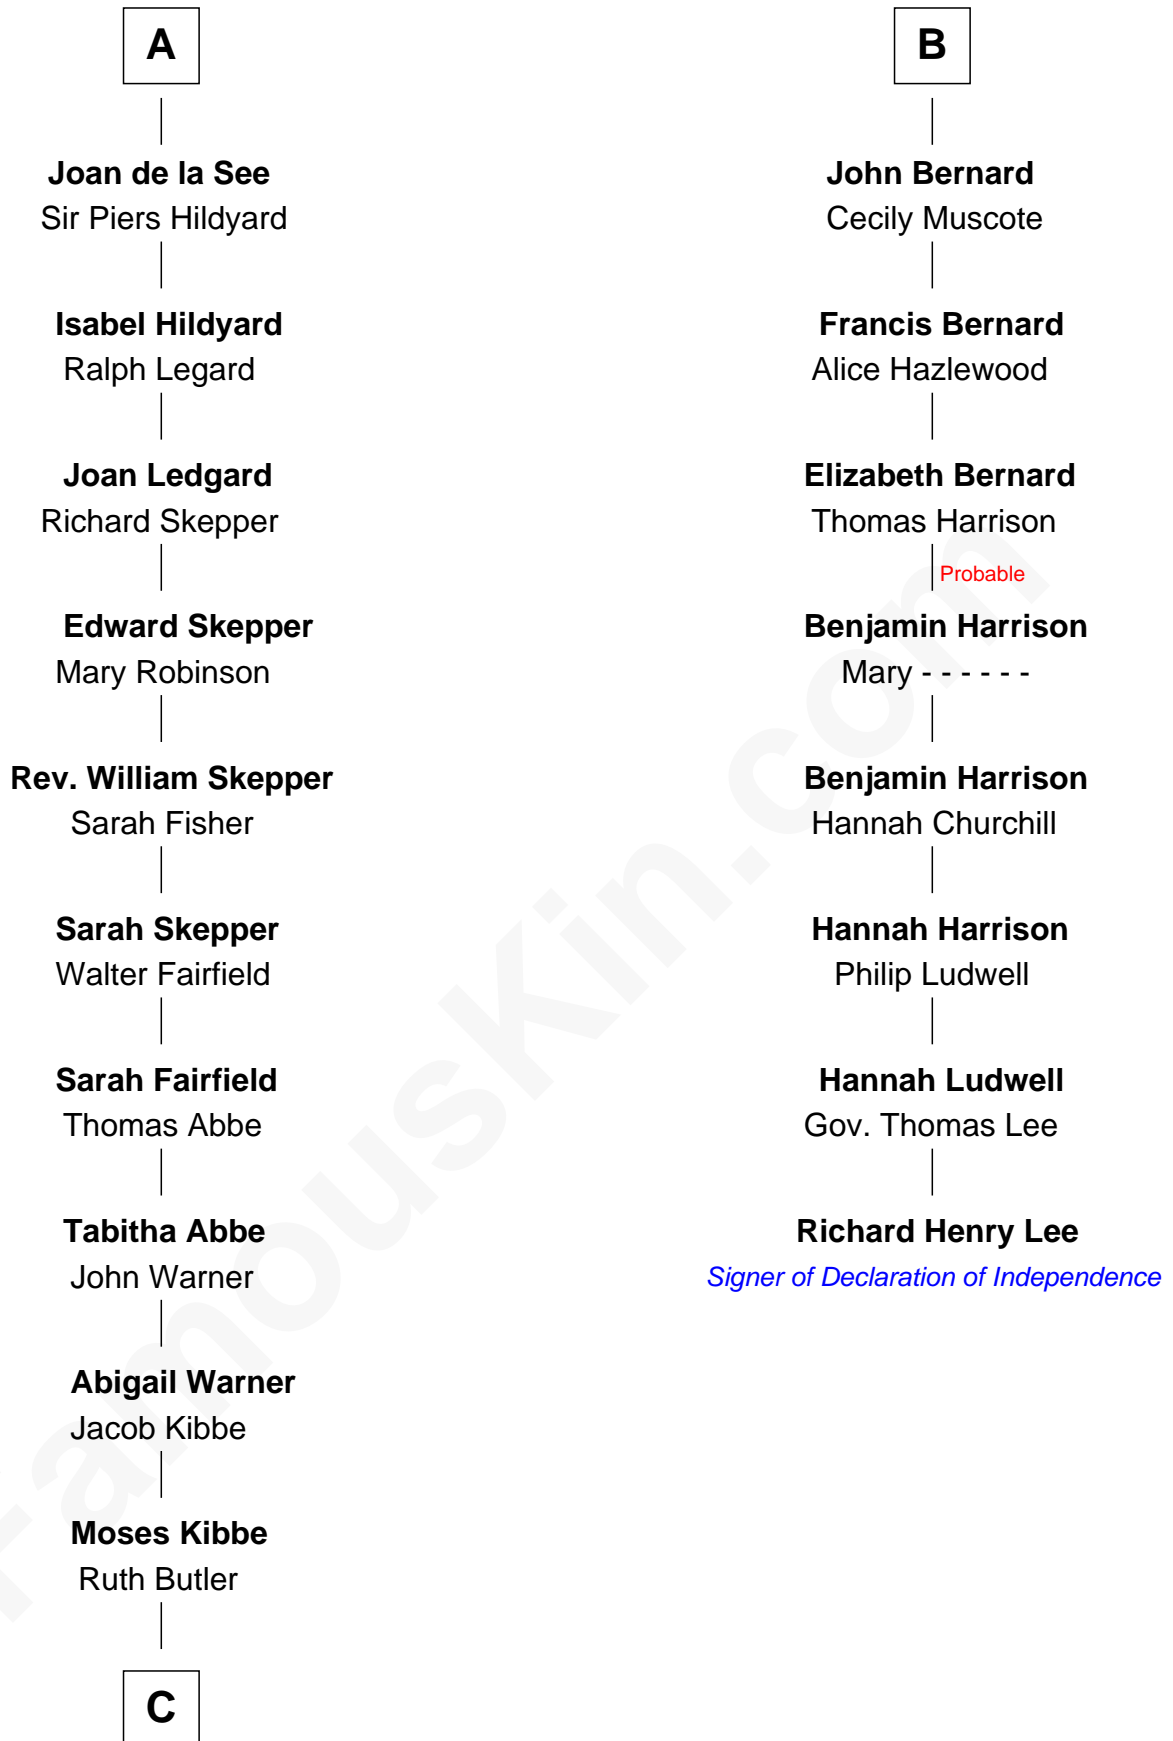 A
Joan de la See
Sir Piers Hildyard
Isabel Hildyard
Ralph Legard
Joan Ledgard
Richard Skepper
Edward Skepper
Mary Robinson
Rev. William Skepper
Sarah Fisher
Sarah Skepper
Walter Fairfield
Sarah Fairfield
Thomas Abbe
Tabitha Abbe
John Warner
Abigail Warner
Jacob Kibbe
Moses Kibbe
Ruth Butler
C
B
John Bernard
Cecily Muscote
Francis Bernard
Alice Hazlewood
Elizabeth Bernard
Thomas Harrison
Probable
Benjamin Harrison
Mary - - - - - -
Benjamin Harrison
Hannah Churchill
Hannah Harrison
Philip Ludwell
Hannah Ludwell
Gov. Thomas Lee
Richard Henry Lee
Signer of Declaration of Independence
FamousKin.com